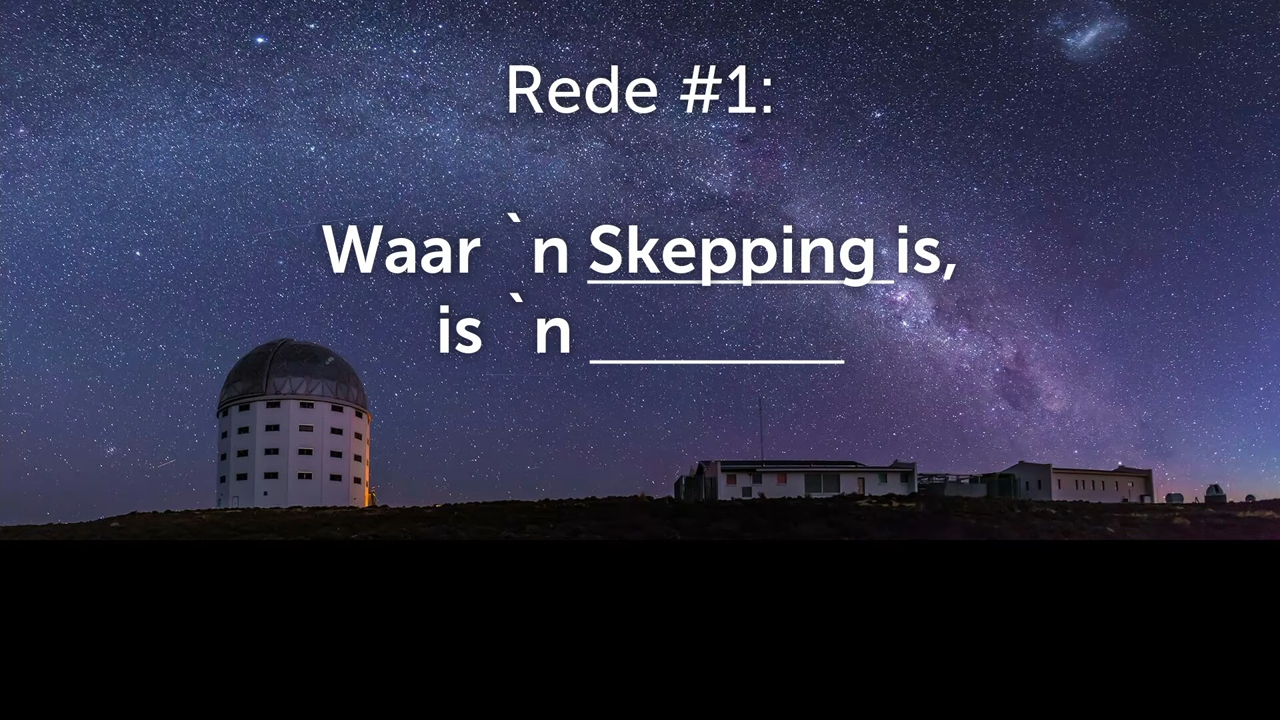 Rede #1:
Waar `n Skepping is,
is `n ________